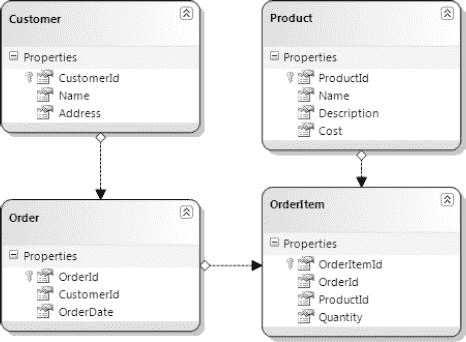 Customer
Properties
CustomerId
Name
Address
Product
Properties
ProductId
Name
Description
Cost
Order
Properties
OrderId
CustomerId
OrderDate
OrderItem
Properties
OrderItemId
OrderId
ProductId
Quantity